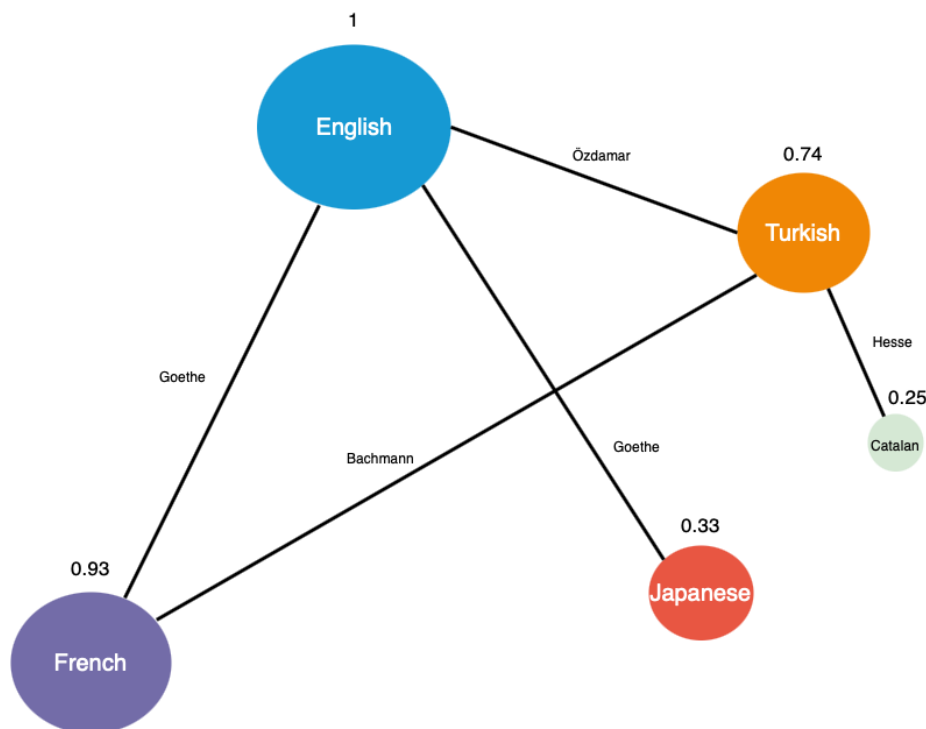 1
English
Özdamar
0.74
Turkish
Hesse
Goethe
0.25
Catalan
Bachmann
Goethe
0.33
Japanese
0.93
French